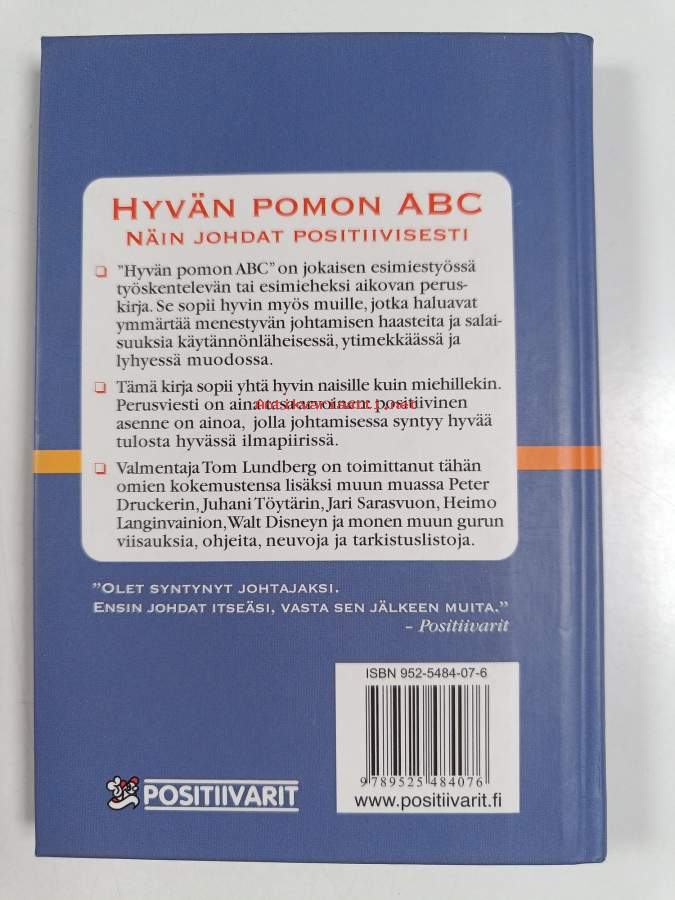 HYVÄN POMON ABC
NÄIN JOHDAT POSITIIVISESTI
"Hyvän pomon ABC" on jokaisen esimiestyössä
työskentelevän tai esimieheksi aikovan perus-
kirja. Se sopii hyvin myös muille, jotka haluavat
ymmärtää menestyvän johtamisen haasteita ja salai-
suuksia käytännönläheisessä, ytimekkäässä ja
lyhyessä muodossa.
Tämä kirja sopii yhtä hyvin naisille kuin miehillekin.
Perusviesti on aina tasa-arvoinen: positiivinen
asenne on ainoa, jolla johtamisessa syntyy hyvää
tulosta hyvässä ilmapiirissä.
Valmentaja Tom Lundberg on toimittanut tähän
omien kokemustensa lisäksi muun muassa Peter
Druckerin, Juhani Töytärin, Jari Sarasvuon, Heimo
Langinvainion, Walt Disneyn ja monen muun gurun
viisauksia, ohjeita, neuvoja ja tarkistuslistoja.
"OLET SYNTYNYT JOHTAJAKSI.
ENSIN JOHDAT ITSEÄSI, VASTA SEN JÄLKEEN MUITA."
– Positiivarit
ISBN 952-5484-07-6
9 789525 484076
www.positiivarit.fi
POSITIIVARIT